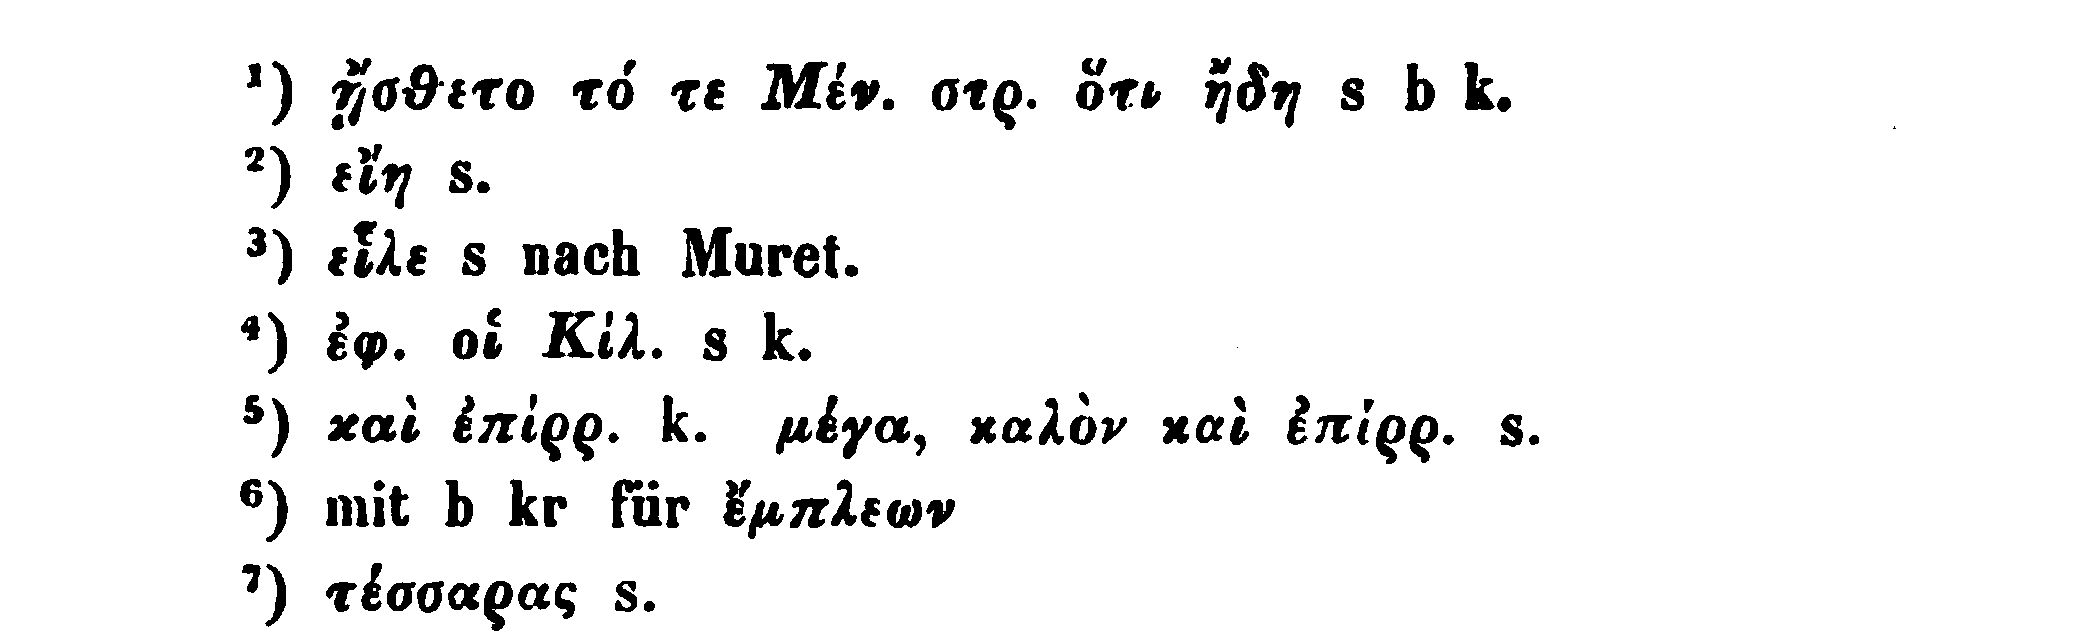 ¹) ᾔσθετο τό τε Μέν. στρ. ὅτι ἤδη s b k.
²) εἴη s.
³) εἷλε s nach Muret.
⁴) ἐφ. οἱ Κίλ. s k.
⁵) καὶ ἐπίρρ. k. μέγα, καλὸν καὶ ἐπίρρ. s.
⁶) mit b kr für ἔμπλεων
⁷) τέσσαρας s.